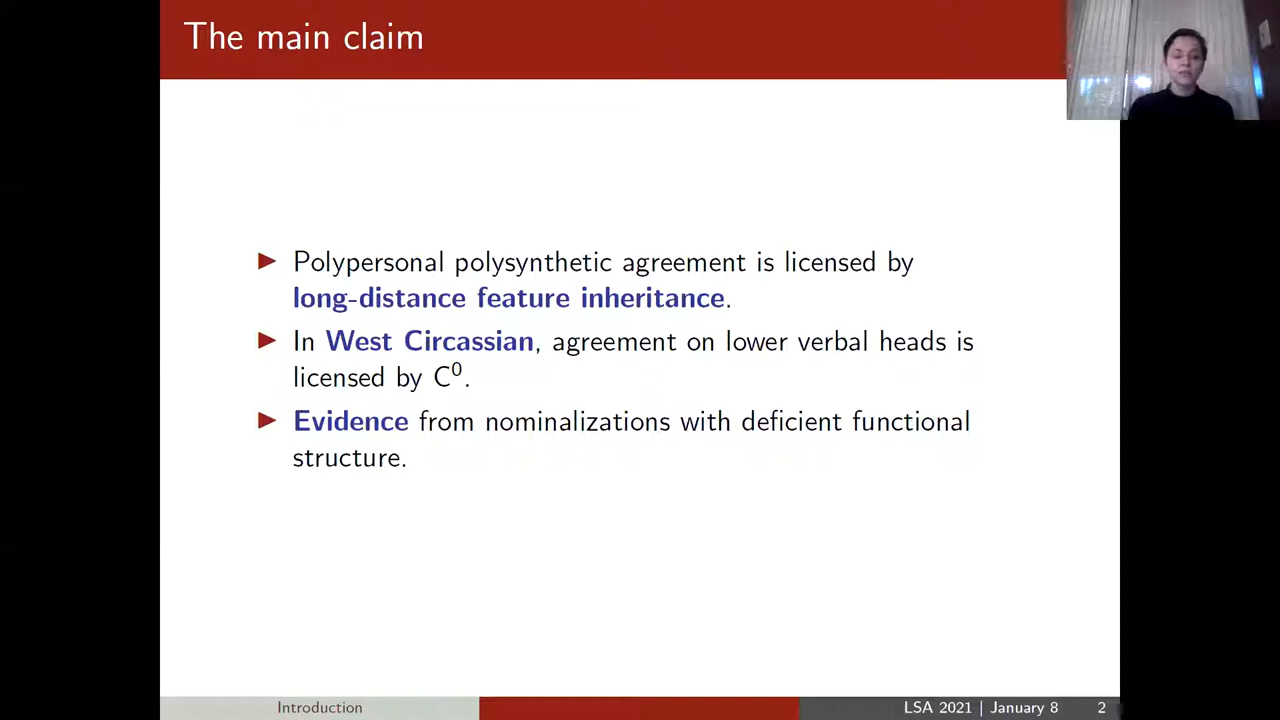 The main claim
▶ Polypersonal polysynthetic agreement is licensed by
long-distance feature inheritance.
▶ In West Circassian, agreement on lower verbal heads is
licensed by C⁰.
▶ Evidence from nominalizations with deficient functional
structure.
Introduction
LSA 2021 | January 8 2